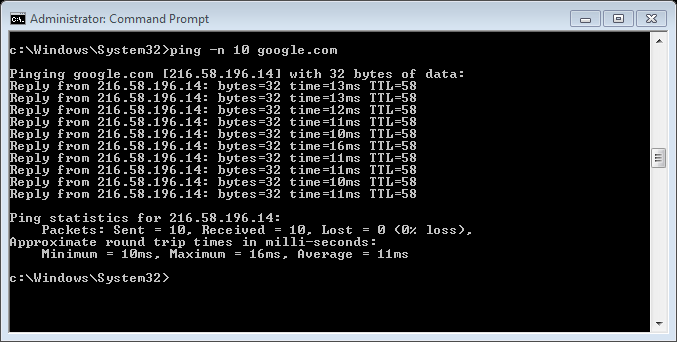 Administrator: Command Prompt
c:\Windows\System32>ping -n 10 google.com
Pinging google.com [216.58.196.14] with 32 bytes of data:
Reply from 216.58.196.14: bytes=32 time=13ms TTL=58
Reply from 216.58.196.14: bytes=32 time=13ms TTL=58
Reply from 216.58.196.14: bytes=32 time=12ms TTL=58
Reply from 216.58.196.14: bytes=32 time=11ms TTL=58
Reply from 216.58.196.14: bytes=32 time=10ms TTL=58
Reply from 216.58.196.14: bytes=32 time=16ms TTL=58
Reply from 216.58.196.14: bytes=32 time=11ms TTL=58
Reply from 216.58.196.14: bytes=32 time=11ms TTL=58
Reply from 216.58.196.14: bytes=32 time=10ms TTL=58
Reply from 216.58.196.14: bytes=32 time=11ms TTL=58
Ping statistics for 216.58.196.14:
    Packets: Sent = 10, Received = 10, Lost = 0 (0% loss),
Approximate round trip times in milli-seconds:
    Minimum = 10ms, Maximum = 16ms, Average = 11ms
c:\Windows\System32>